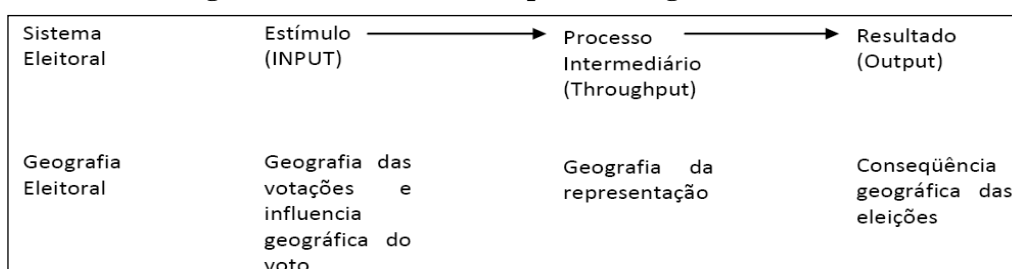 Sistema Eleitoral
Estímulo (INPUT)
Processo Intermediário (Throughput)
Resultado (Output)
Geografia Eleitoral
Geografia das votações e influencia geográfica do voto
Geografia da representação
Conseqüência geográfica das eleições